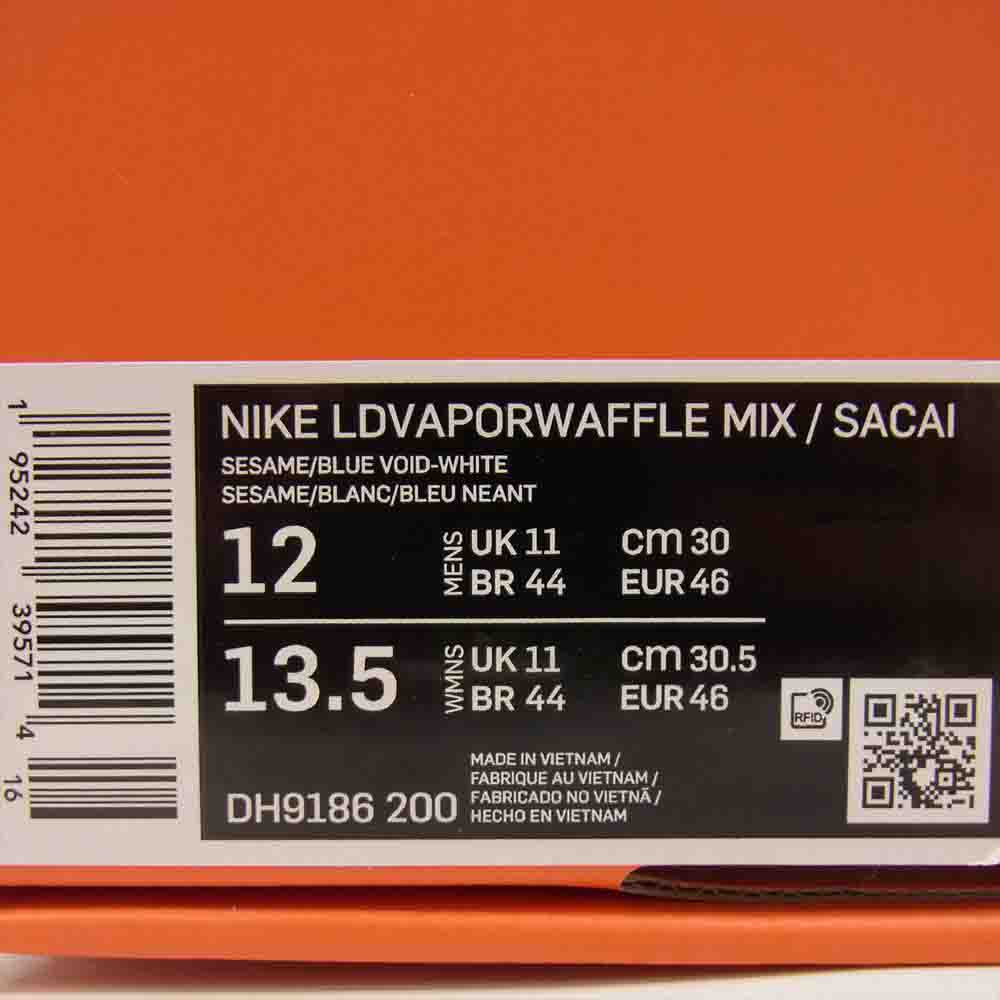 NIKE LDVAPORWAFFLE MIX / SACAI
SESAME/BLUE VOID-WHITE
SESAME/BLANC/BLEU NEANT
12 MENS UK 11 cm 30
BR 44 EUR 46
13.5 WMNS UK 11 cm 30.5
BR 44 EUR 46
RFID
MADE IN VIETNAM /
FABRIQUE AU VIETNAM /
FABRICADO NO VIETNÃ /
HECHO EN VIETNAM
DH9186 200
1 95242 39571 4 16